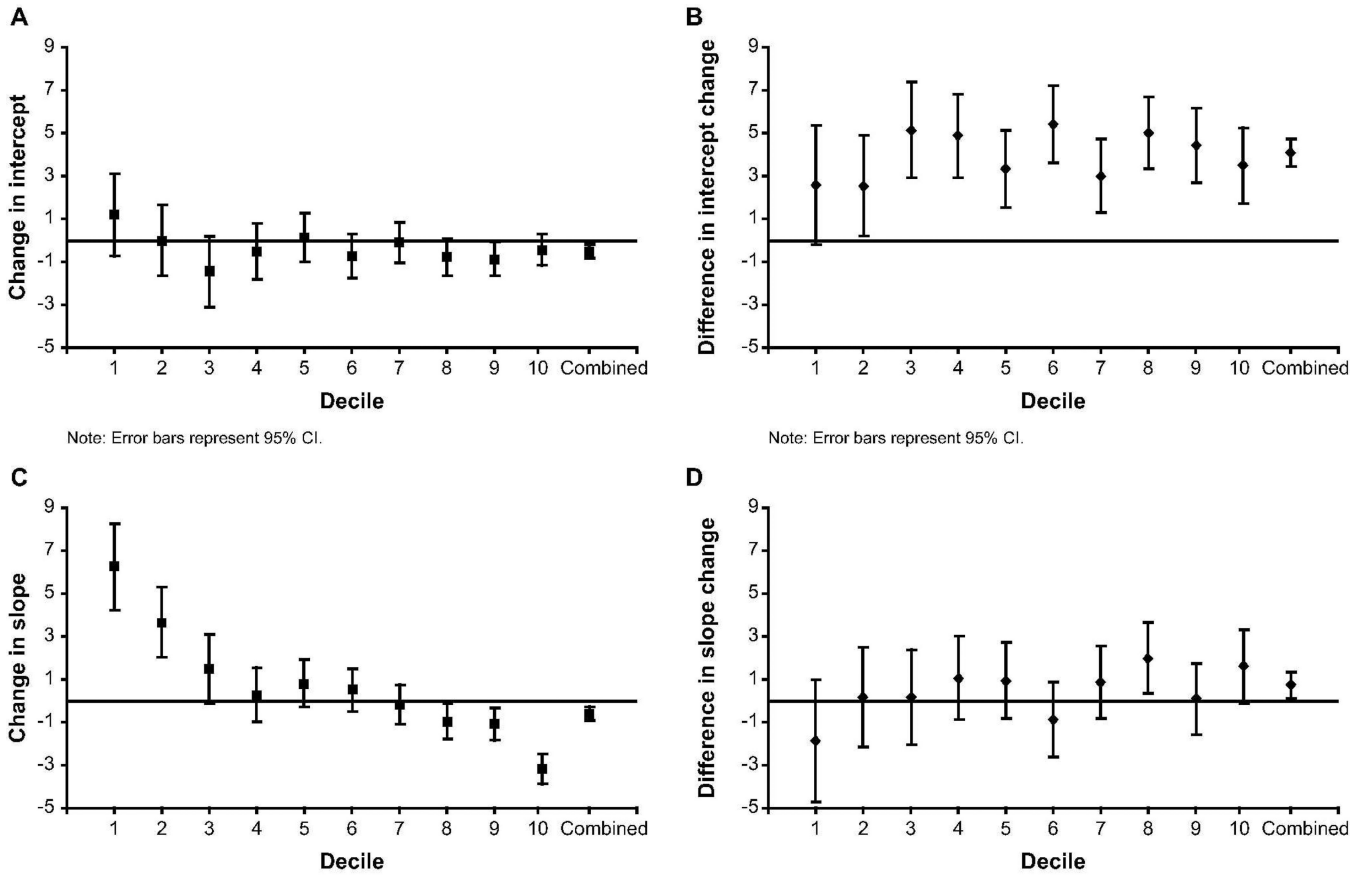 A
Change in intercept
9
7
5
3
1
-1
-3
-5
1 2 3 4 5 6 7 8 9 10 Combined
Decile
Note: Error bars represent 95% CI.
B
Difference in intercept change
9
7
5
3
1
-1
-3
-5
1 2 3 4 5 6 7 8 9 10 Combined
Decile
Note: Error bars represent 95% CI.
C
Change in slope
9
7
5
3
1
-1
-3
-5
1 2 3 4 5 6 7 8 9 10 Combined
Decile
D
Difference in slope change
9
7
5
3
1
-1
-3
-5
1 2 3 4 5 6 7 8 9 10 Combined
Decile